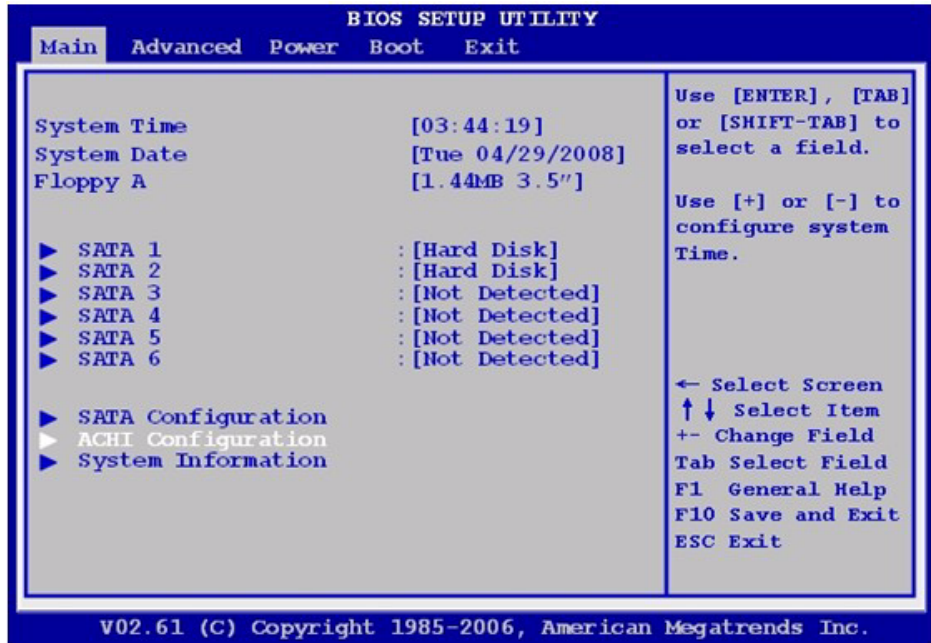 BIOS SETUP UTILITY
Main Advanced Power Boot Exit
System Time [03:44:19]
System Date [Tue 04/29/2008]
Floppy A [1.44MB 3.5"]
► SATA 1 :[Hard Disk]
► SATA 2 :[Hard Disk]
► SATA 3 :[Not Detected]
► SATA 4 :[Not Detected]
► SATA 5 :[Not Detected]
► SATA 6 :[Not Detected]
► SATA Configuration
► ACHI Configuration
► System Information
Use [ENTER], [TAB]
or [SHIFT-TAB] to
select a field.
Use [+] or [-] to
configure system
Time.
← Select Screen
↑↓ Select Item
+- Change Field
Tab Select Field
F1 General Help
F10 Save and Exit
ESC Exit
V02.61 (C) Copyright 1985-2006, American Megatrends Inc.